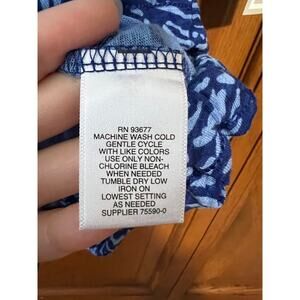 RN 93677
MACHINE WASH COLD
GENTLE CYCLE
WITH LIKE COLORS
USE ONLY NON-
CHLORINE BLEACH
WHEN NEEDED
TUMBLE DRY LOW
IRON ON
LOWEST SETTING
AS NEEDED
SUPPLIER 75590-0